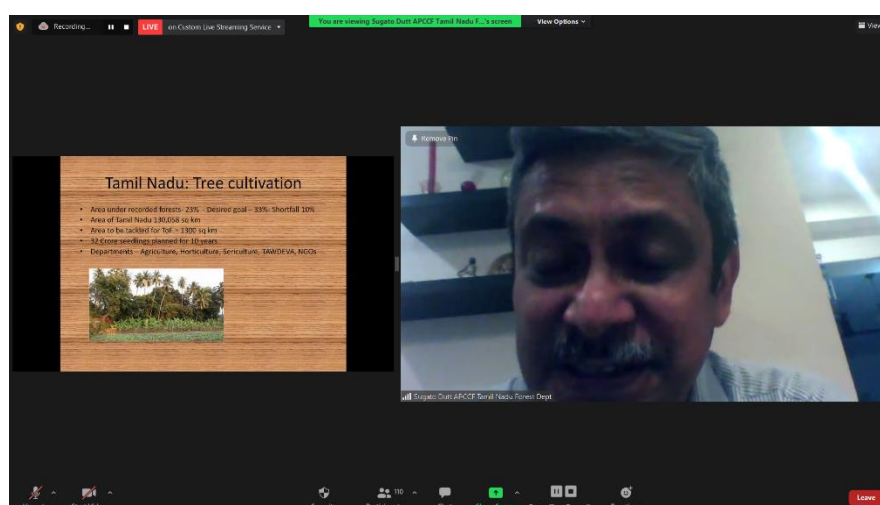 Recording...
LIVE
on Custom Live Streaming Service
You are viewing Sugato Dutt APCCF Tamil Nadu F...'s screen
View Options
View
Remove Pin
Tamil Nadu: Tree cultivation
• Area under recorded forests- 23% – Desired goal – 33%- Shortfall 10%
• Area of Tamil Nadu 130,058 sq km
• Area to be tackled for ToF – 1300 sq km
• 32 Crore seedlings planned for 10 years
• Departments – Agriculture, Horticulture, Sericulture, TAWDEVA, NGOs
Sugato Dutt APCCF Tamil Nadu Forest Dept
110
Leave